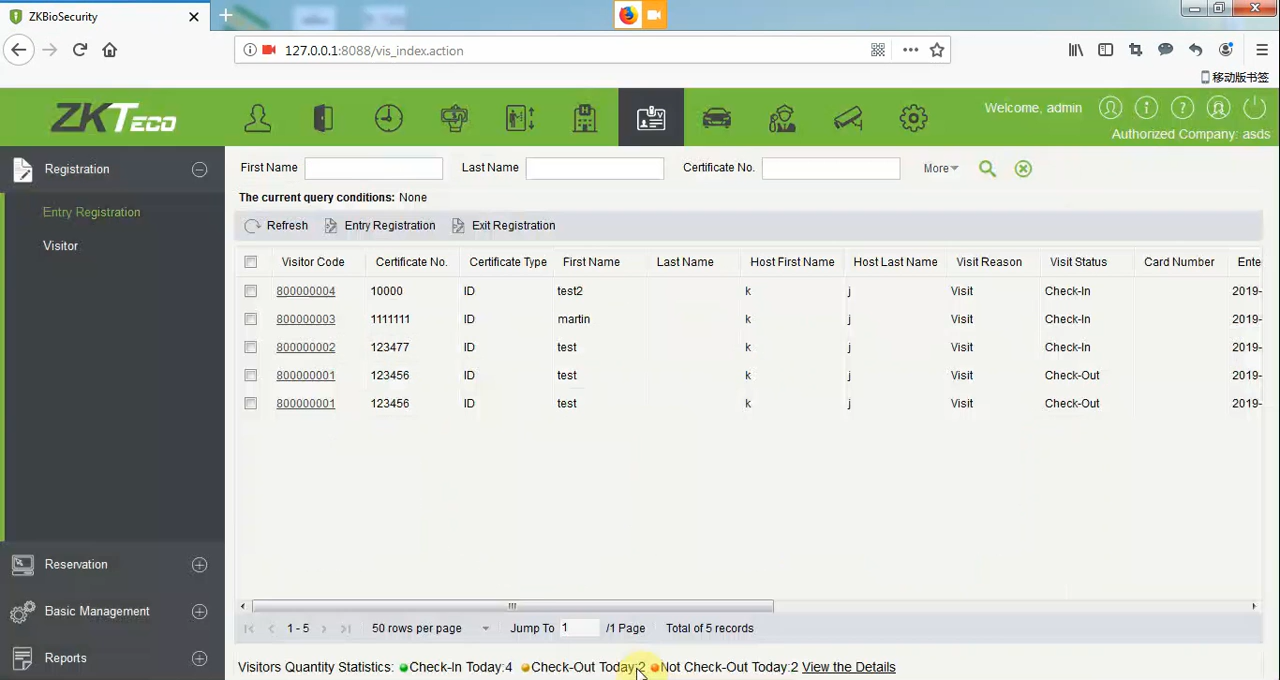 ZKBioSecurity
127.0.0.1:8088/vis_index.action
移动版书签
ZKTeco
Welcome, admin
Authorized Company: asds
Registration
Entry Registration
Visitor
Reservation
Basic Management
Reports
First Name Last Name Certificate No. More
The current query conditions: None
Refresh Entry Registration Exit Registration
Visitor Code Certificate No. Certificate Type First Name Last Name Host First Name Host Last Name Visit Reason Visit Status Card Number Ente
800000004 10000 ID test2 k j Visit Check-In 2019-
800000003 1111111 ID martin k j Visit Check-In 2019-
800000002 123477 ID test k j Visit Check-In 2019-
800000001 123456 ID test k j Visit Check-Out 2019-
800000001 123456 ID test k j Visit Check-Out 2019-
1 - 5 50 rows per page Jump To 1 /1 Page Total of 5 records
Visitors Quantity Statistics: Check-In Today:4 Check-Out Today:2 Not Check-Out Today:2 View the Details